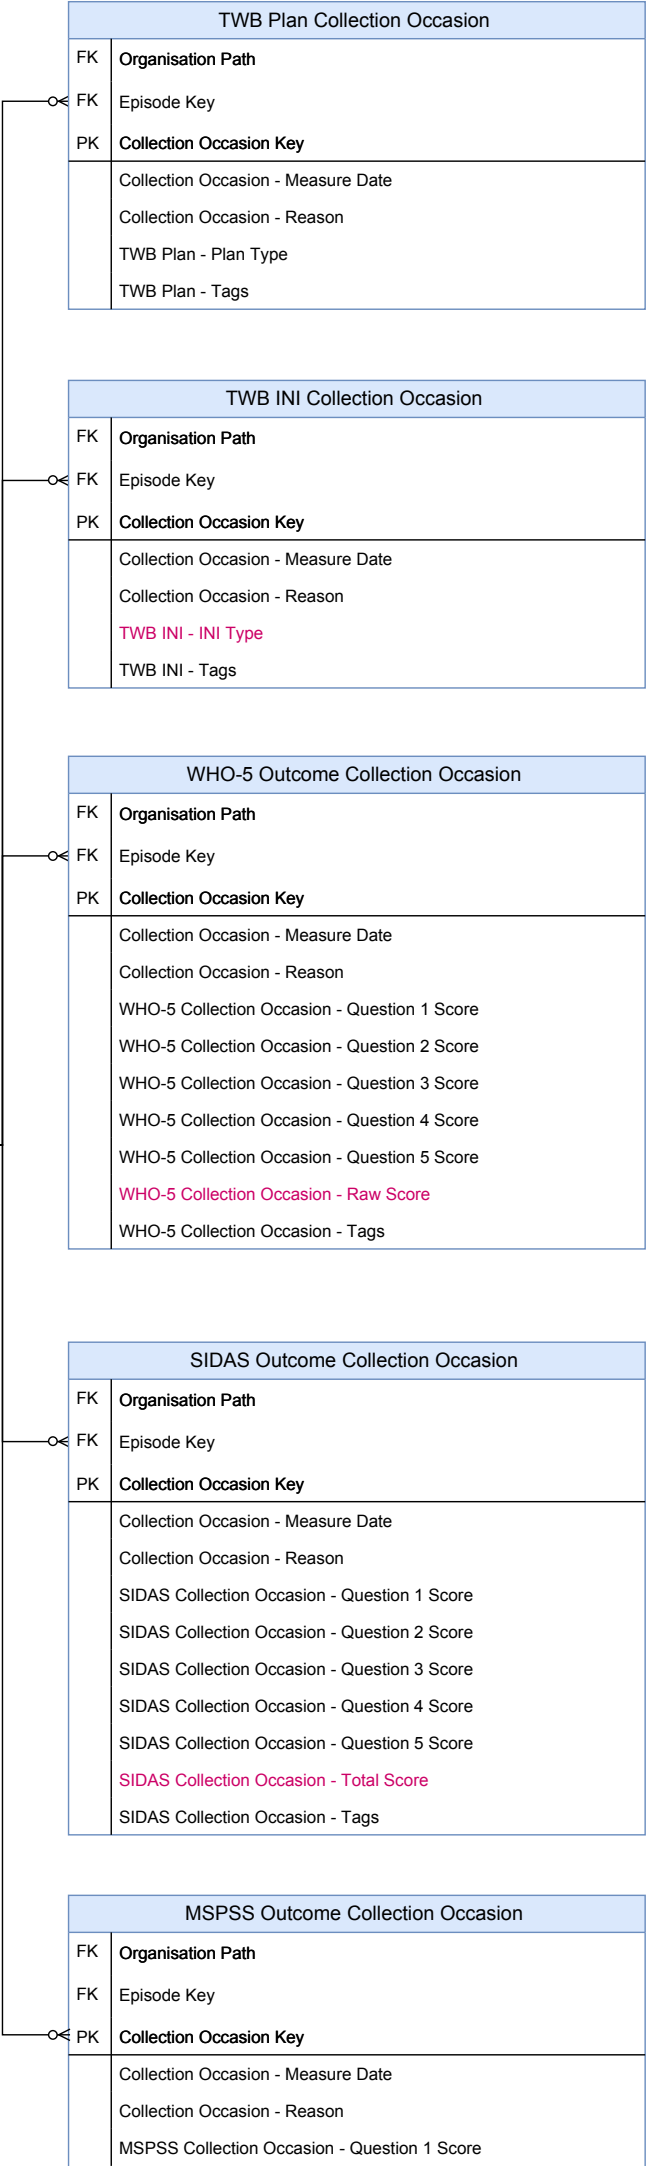 TWB Plan Collection Occasion
FK Organisation Path
FK Episode Key
PK Collection Occasion Key
Collection Occasion - Measure Date
Collection Occasion - Reason
TWB Plan - Plan Type
TWB Plan - Tags
TWB INI Collection Occasion
FK Organisation Path
FK Episode Key
PK Collection Occasion Key
Collection Occasion - Measure Date
Collection Occasion - Reason
TWB INI - INI Type
TWB INI - Tags
WHO-5 Outcome Collection Occasion
FK Organisation Path
FK Episode Key
PK Collection Occasion Key
Collection Occasion - Measure Date
Collection Occasion - Reason
WHO-5 Collection Occasion - Question 1 Score
WHO-5 Collection Occasion - Question 2 Score
WHO-5 Collection Occasion - Question 3 Score
WHO-5 Collection Occasion - Question 4 Score
WHO-5 Collection Occasion - Question 5 Score
WHO-5 Collection Occasion - Raw Score
WHO-5 Collection Occasion - Tags
SIDAS Outcome Collection Occasion
FK Organisation Path
FK Episode Key
PK Collection Occasion Key
Collection Occasion - Measure Date
Collection Occasion - Reason
SIDAS Collection Occasion - Question 1 Score
SIDAS Collection Occasion - Question 2 Score
SIDAS Collection Occasion - Question 3 Score
SIDAS Collection Occasion - Question 4 Score
SIDAS Collection Occasion - Question 5 Score
SIDAS Collection Occasion - Total Score
SIDAS Collection Occasion - Tags
MSPSS Outcome Collection Occasion
FK Organisation Path
FK Episode Key
PK Collection Occasion Key
Collection Occasion - Measure Date
Collection Occasion - Reason
MSPSS Collection Occasion - Question 1 Score